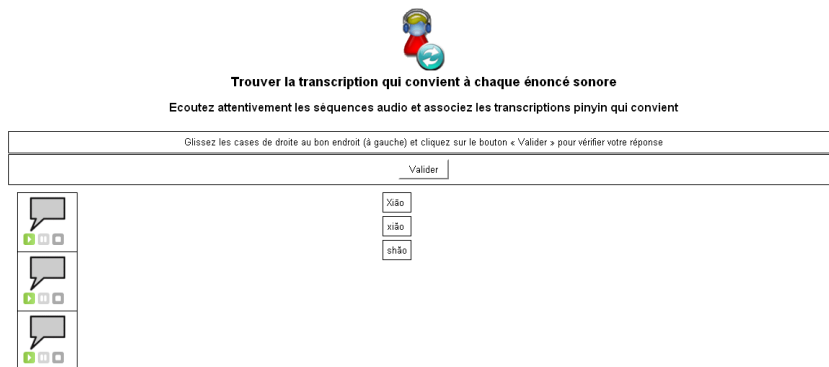 Trouver la transcription qui convient à chaque énoncé sonore
Ecoutez attentivement les séquences audio et associez les transcriptions pinyin qui convient
Glissez les cases de droite au bon endroit (à gauche) et cliquez sur le bouton « Valider » pour vérifier votre réponse
Valider
Xiāo
xiǎo
shǎo